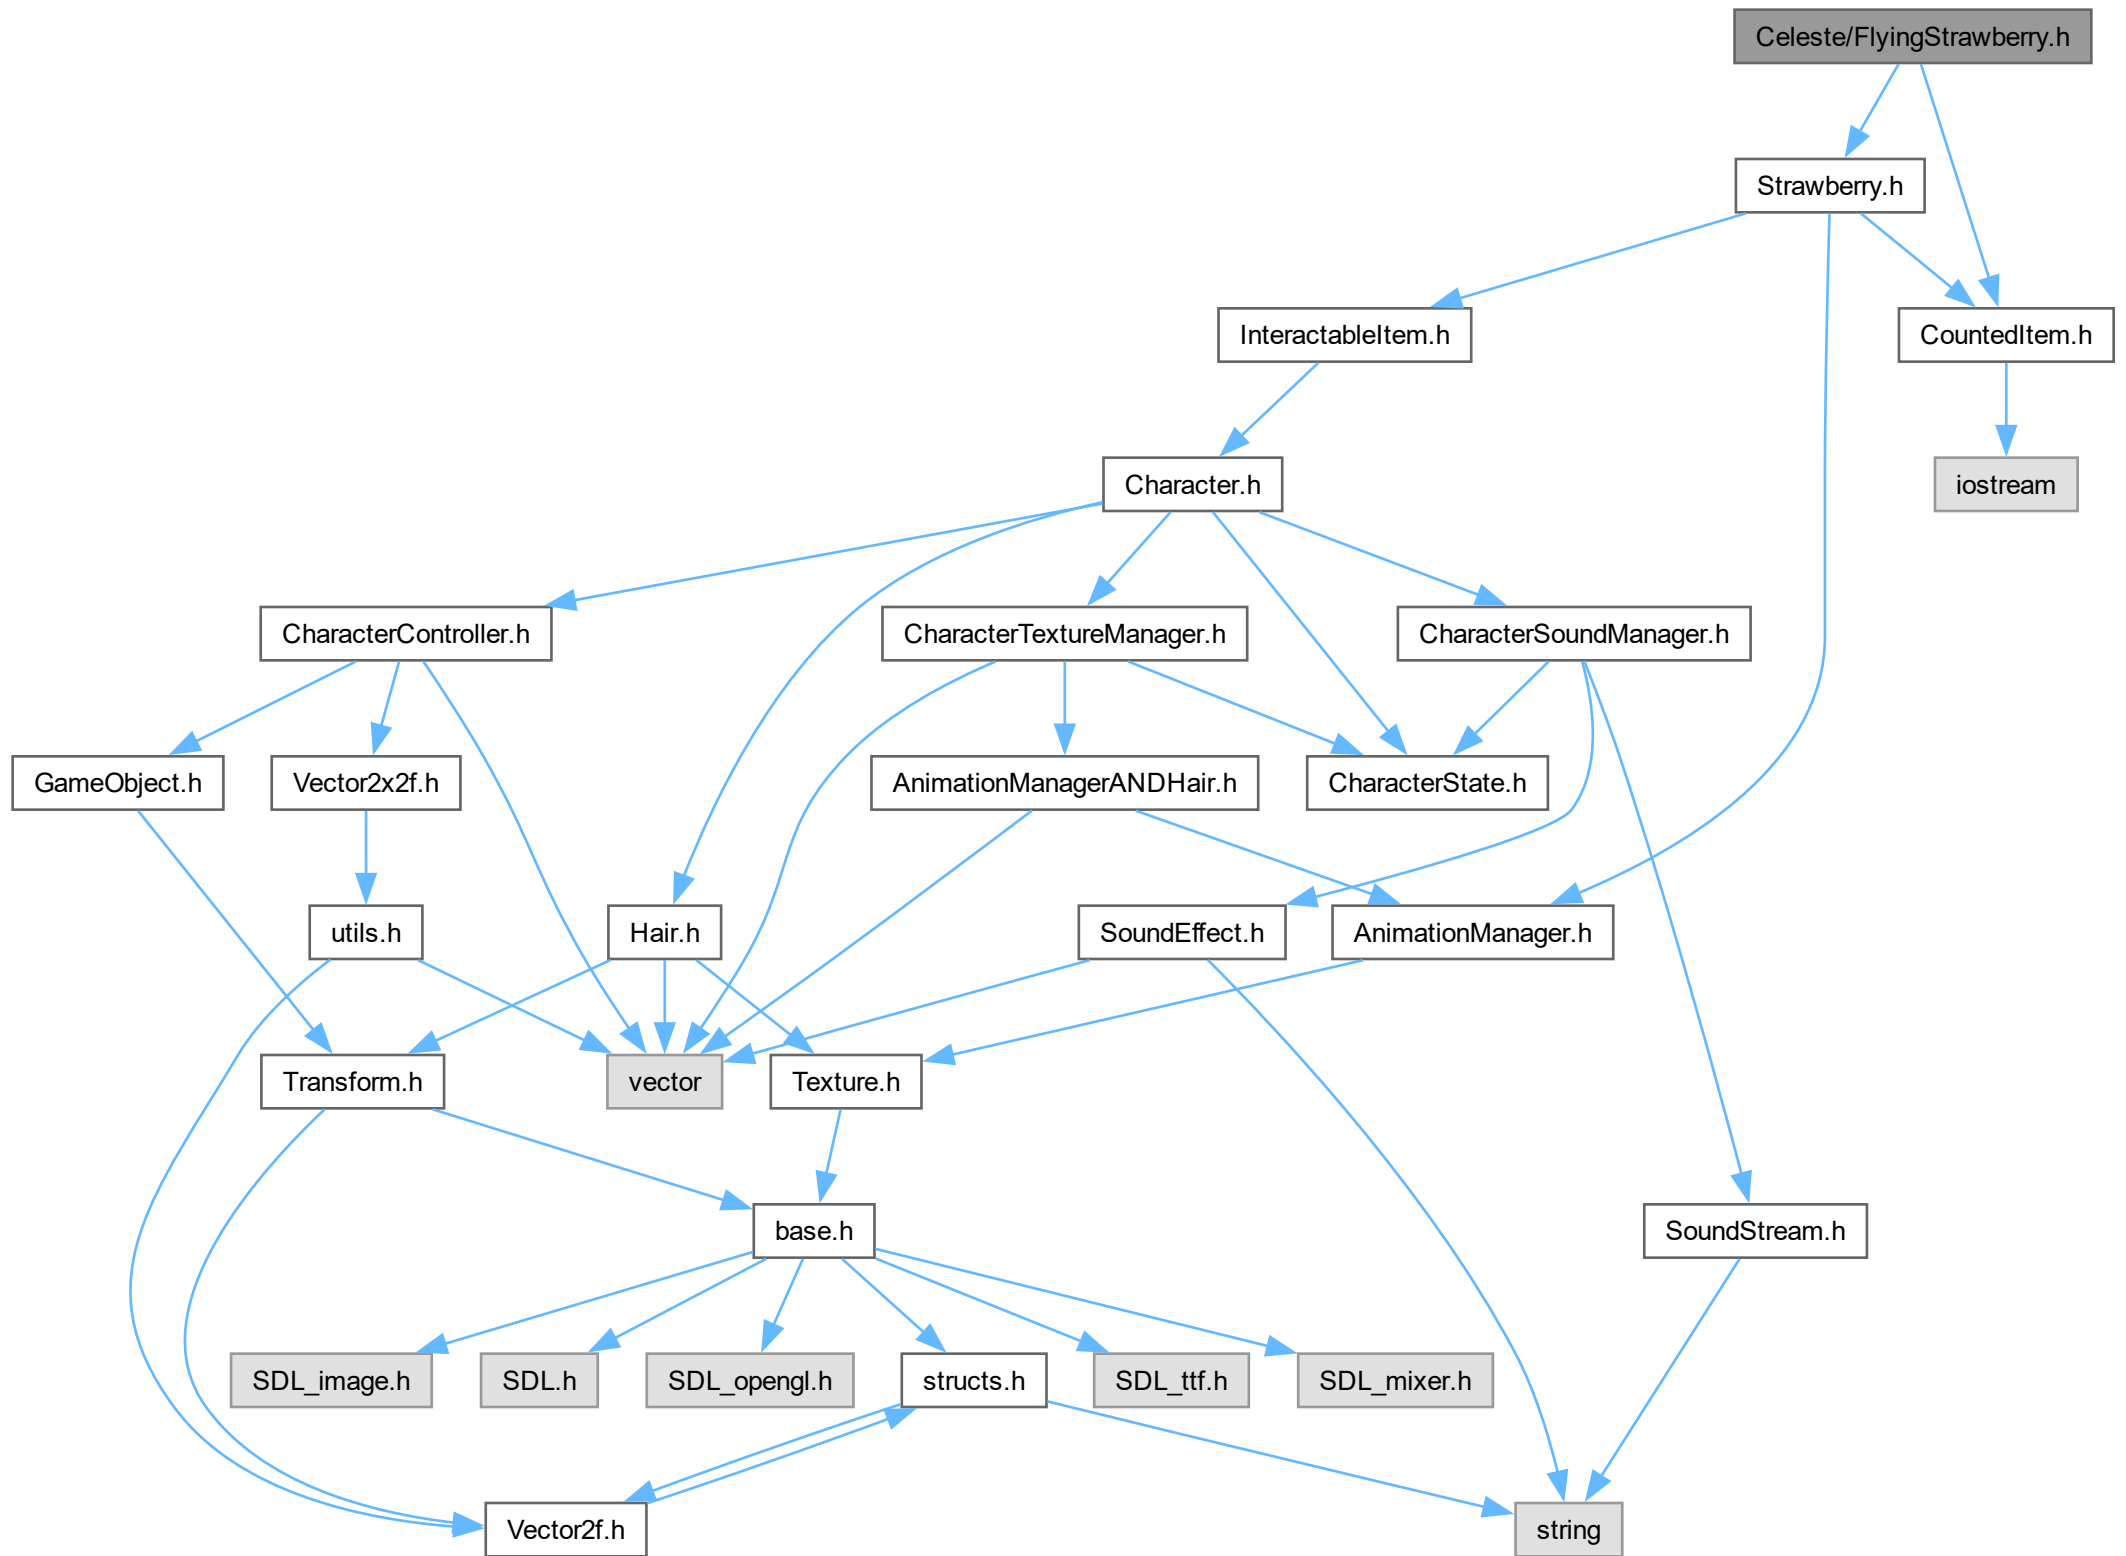 Celeste/FlyingStrawberry.h
Strawberry.h
InteractableItem.h
CountedItem.h
Character.h
iostream
CharacterController.h
CharacterTextureManager.h
CharacterSoundManager.h
GameObject.h
Vector2x2f.h
AnimationManagerANDHair.h
CharacterState.h
utils.h
Hair.h
SoundEffect.h
AnimationManager.h
Transform.h
vector
Texture.h
base.h
SoundStream.h
SDL_image.h
SDL.h
SDL_opengl.h
structs.h
SDL_ttf.h
SDL_mixer.h
Vector2f.h
string